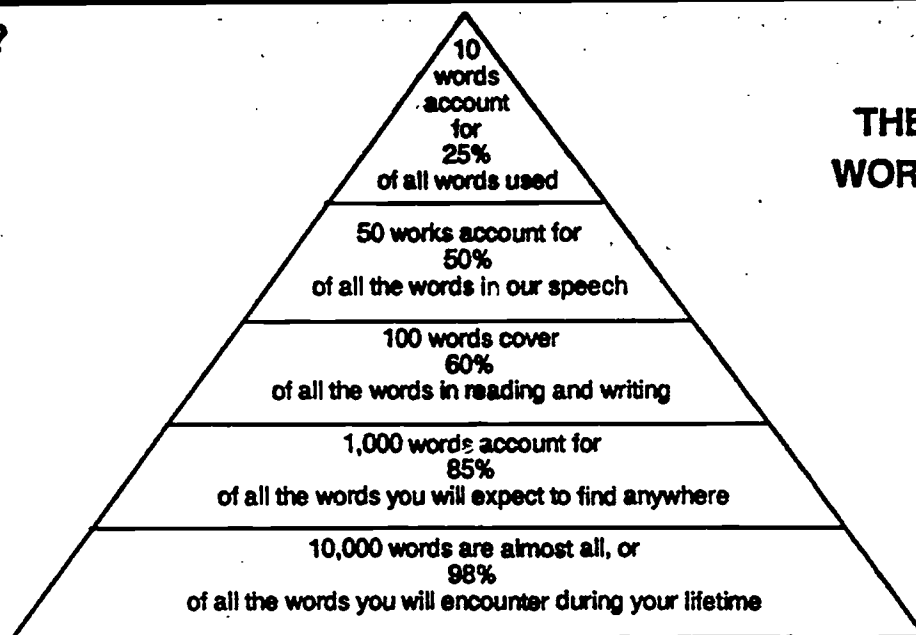 ?
10
words
account
for
25%
of all words used
THE
WOR
50 works account for
50%
of all the words in our speech
100 words cover
60%
of all the words in reading and writing
1,000 words account for
85%
of all the words you will expect to find anywhere
10,000 words are almost all, or
98%
of all the words you will encounter during your lifetime